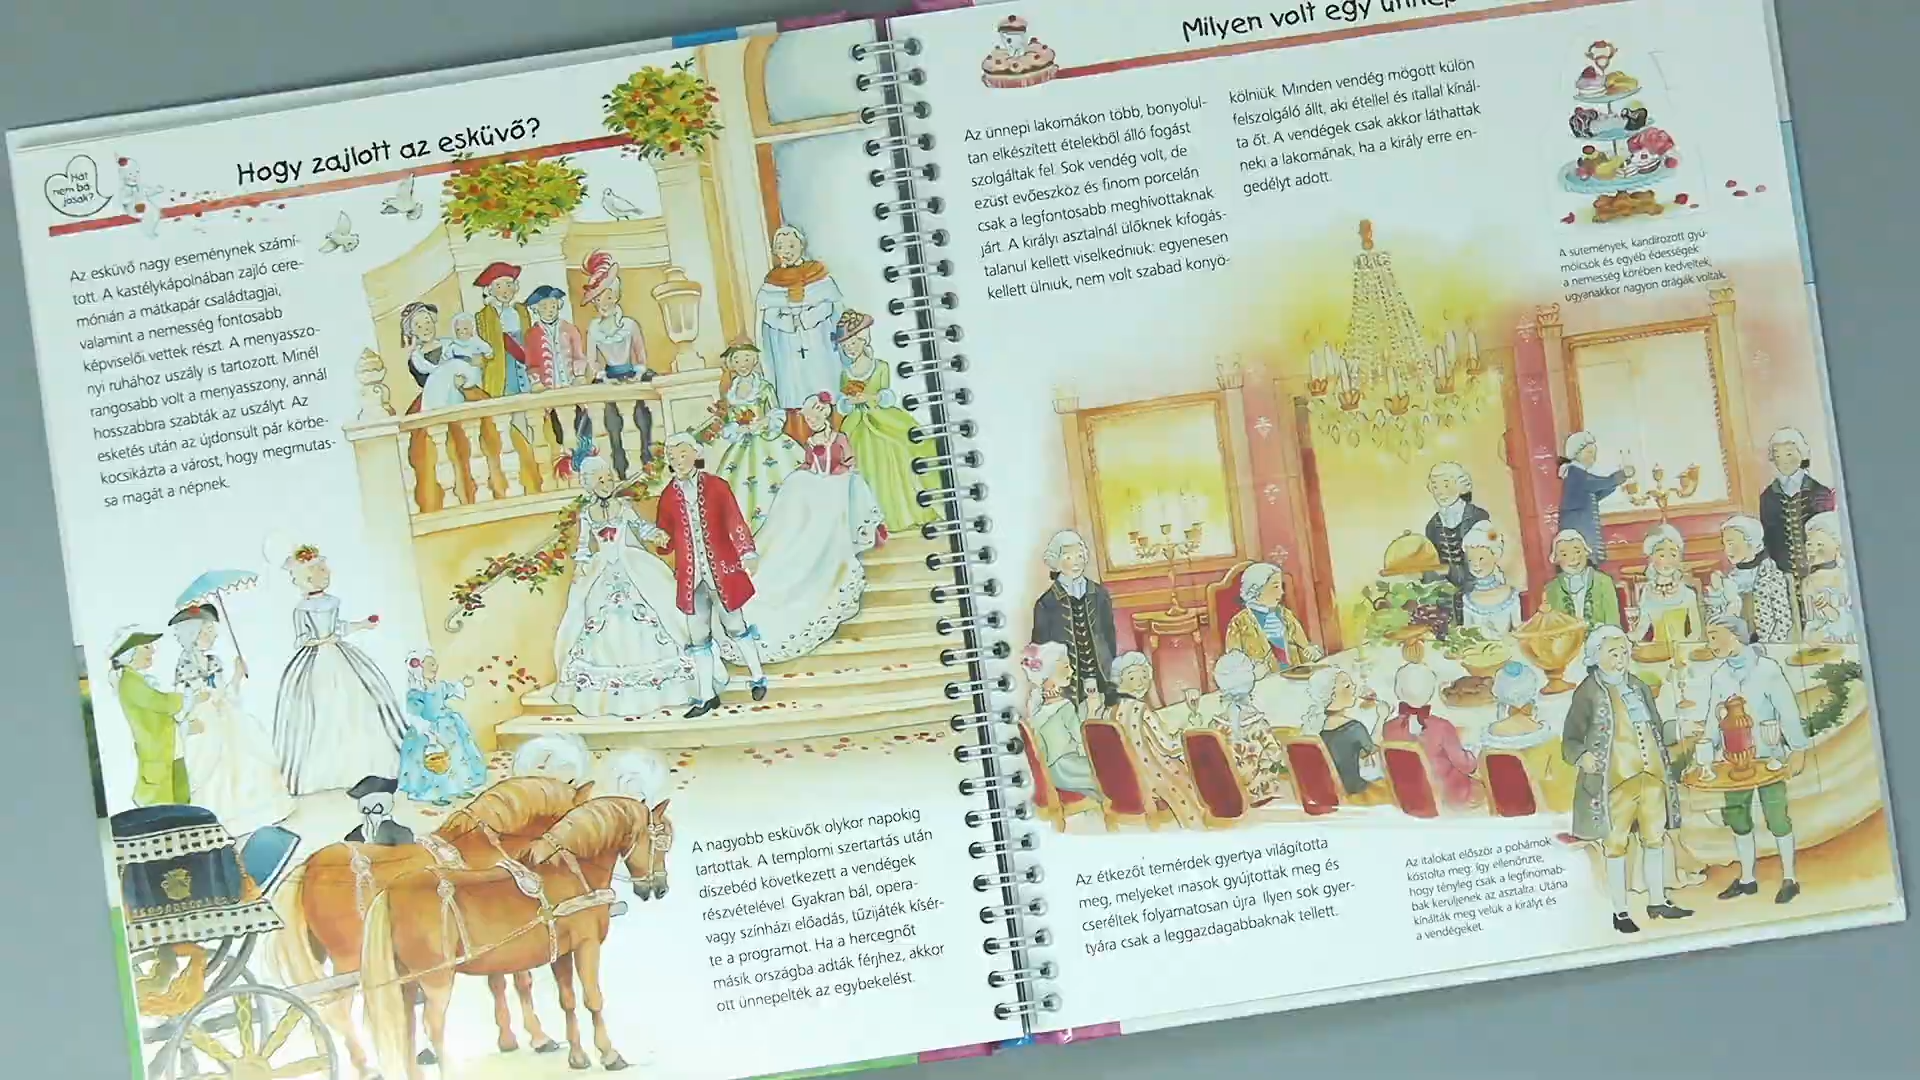 Hogy zajlott az esküvő?
Hát
nem bá-
josak?
Az esküvő nagy eseménynek számí-
tott. A kastélykápolnában zajló cere-
mónián a mátkapár családtagjai,
valamint a nemesség fontosabb
képviselői vettek részt. A menyasszo-
nyi ruhához uszály is tartozott. Minél
rangosabb volt a menyasszony, annál
hosszabbra szabták az uszályt. Az
esketés után az újdonsült pár körbe-
kocsikázta a várost, hogy megmutas-
sa magát a népnek.
A nagyobb esküvők olykor napokig
tartottak. A templomi szertartás után
díszebéd következett a vendégek
részvételével. Gyakran bál, opera-
vagy színházi előadás, tűzijáték kísér-
te a programot. Ha a hercegnőt
másik országba adták férjhez, akkor
ott ünnepelték az egybekelést.
Milyen volt egy
Az ünnepi lakomákon több, bonyolul-
tan elkészített ételekből álló fogást
szolgáltak fel. Sok vendég volt, de
ezüst evőeszköz és finom porcelán
csak a legfontosabb meghívottaknak
járt. A királyi asztalnál ülőknek kifogás-
talanul kellett viselkedniük: egyenesen
kellett ülniük, nem volt szabad könyö-
kölniük. Minden vendég mögött külön
felszolgáló állt, aki étellel és itallal kínál-
ta őt. A vendégek csak akkor láthattak
neki a lakomának, ha a király erre en-
gedélyt adott.
A sütemények, kandírozott gyü-
mölcsök és egyéb édességek
a nemesség körében kedveltek,
ugyanakkor nagyon drágák voltak.
Az étkezőt temérdek gyertya világította
meg, melyeket inasok gyújtottak meg és
cseréltek folyamatosan újra. Ilyen sok gyer-
tyára csak a leggazdagabbaknak tellett.
Az italokat először a pohárnok
kóstolta meg: így ellenőrizte,
hogy tényleg csak a legfinomab-
bak kerüljenek az asztalra. Utána
kínálták meg velük a királyt és
a vendégeket.